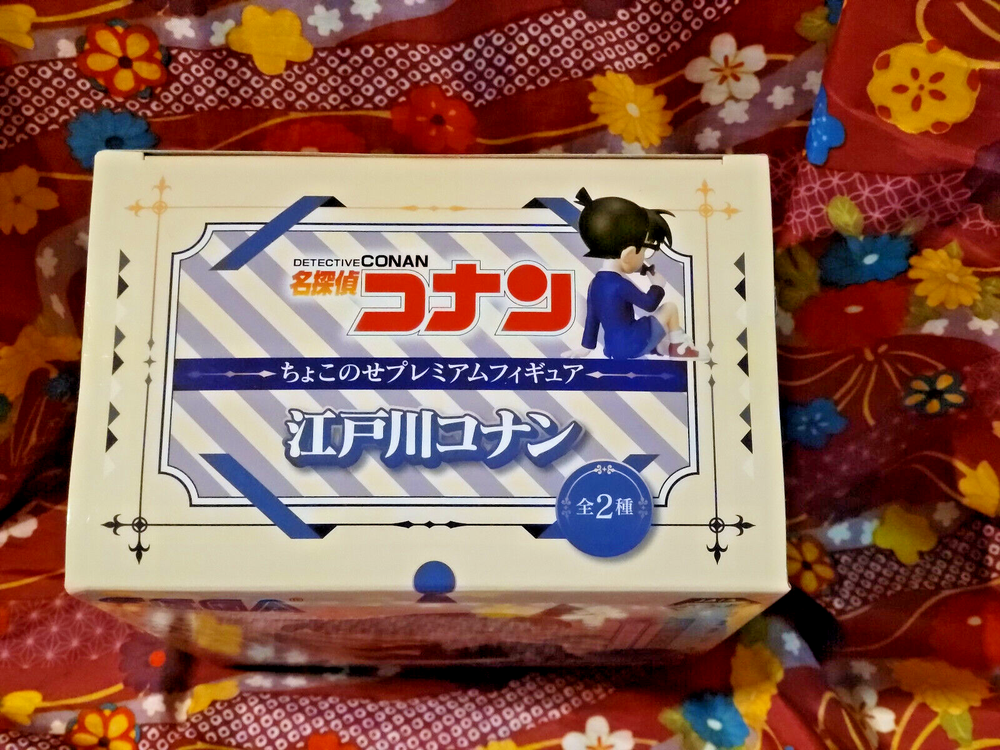 DETECTIVE CONAN
名探偵コナン
ちょこのせプレミアムフィギュア
江戸川コナン
全2種